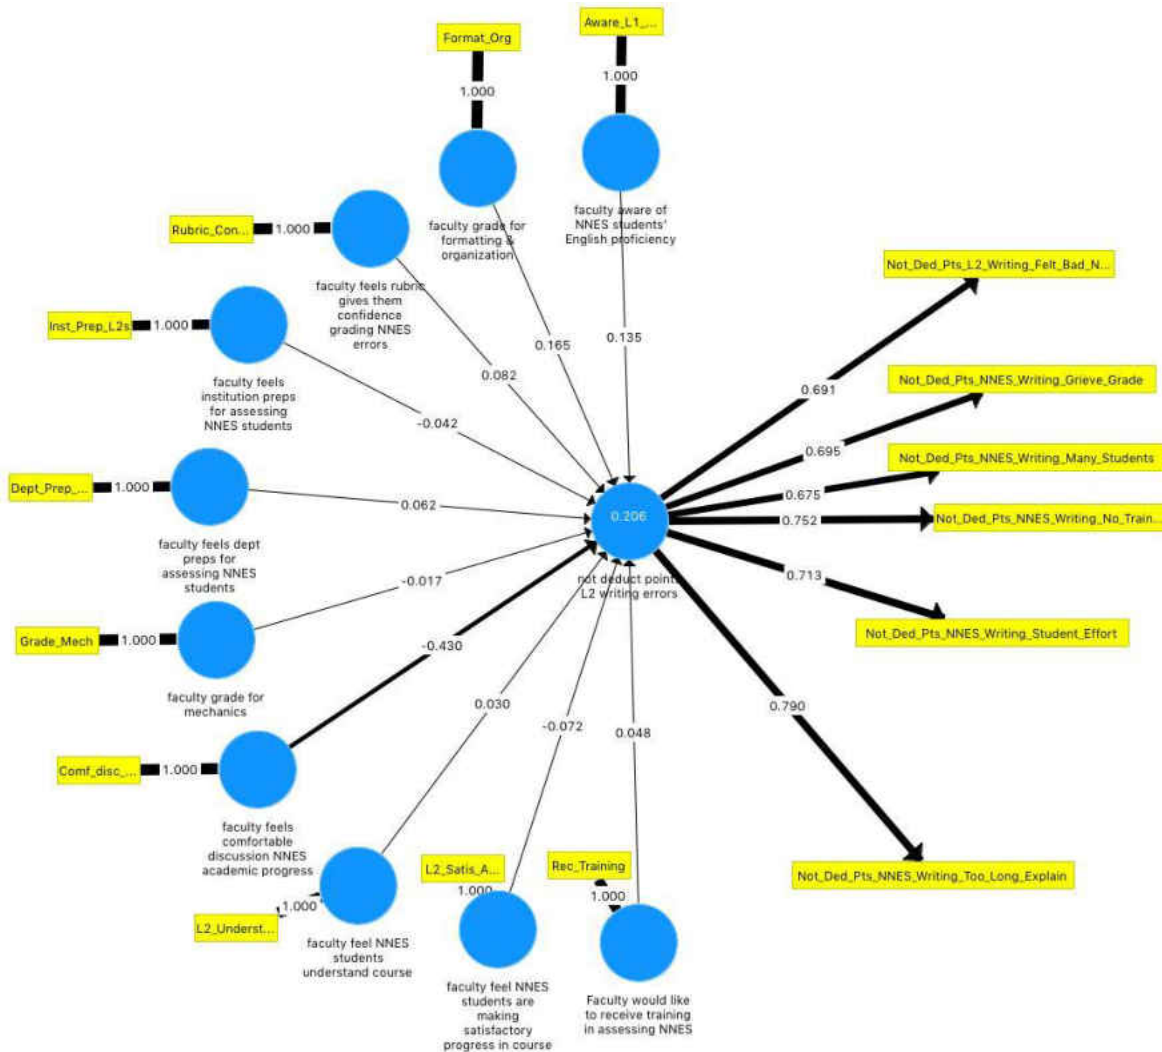 Aware_L1_...
Format_Org
1.000
1.000
faculty aware of
NNES students'
English proficiency
faculty grade for
formatting &
organization
Rubric_Con...
1.000
faculty feels rubric
gives them
confidence
grading NNES
errors
Not_Ded_Pts_L2_Writing_Felt_Bad_N...
Inst_Prep_L2s
1.000
0.165
0.135
0.082
0.691
Not_Ded_Pts_NNES_Writing_Grieve_Grade
faculty feels
institution preps
for assessing
NNES students
-0.042
0.695
Not_Ded_Pts_NNES_Writing_Many_Students
0.675
Dept_Prep_...
1.000
0.062
0.206
0.752
Not_Ded_Pts_NNES_Writing_No_Train...
faculty feels dept
preps for
assessing NNES
students
-0.017
not deduct points
L2 writing errors
0.713
Grade_Mech
1.000
Not_Ded_Pts_NNES_Writing_Student_Effort
-0.430
faculty grade for
mechanics
0.030
-0.072
0.048
0.790
Comf_disc_...
1.000
faculty feels
comfortable
discussion NNES
academic progress
L2_Satis_A...
Rec_Training
1.000
1.000
Not_Ded_Pts_NNES_Writing_Too_Long_Explain
1.000
L2_Underst...
faculty feel NNES
students
understand course
faculty feel NNES
students are
making
satisfactory
progress in course
Faculty would like
to receive training
in assessing NNES